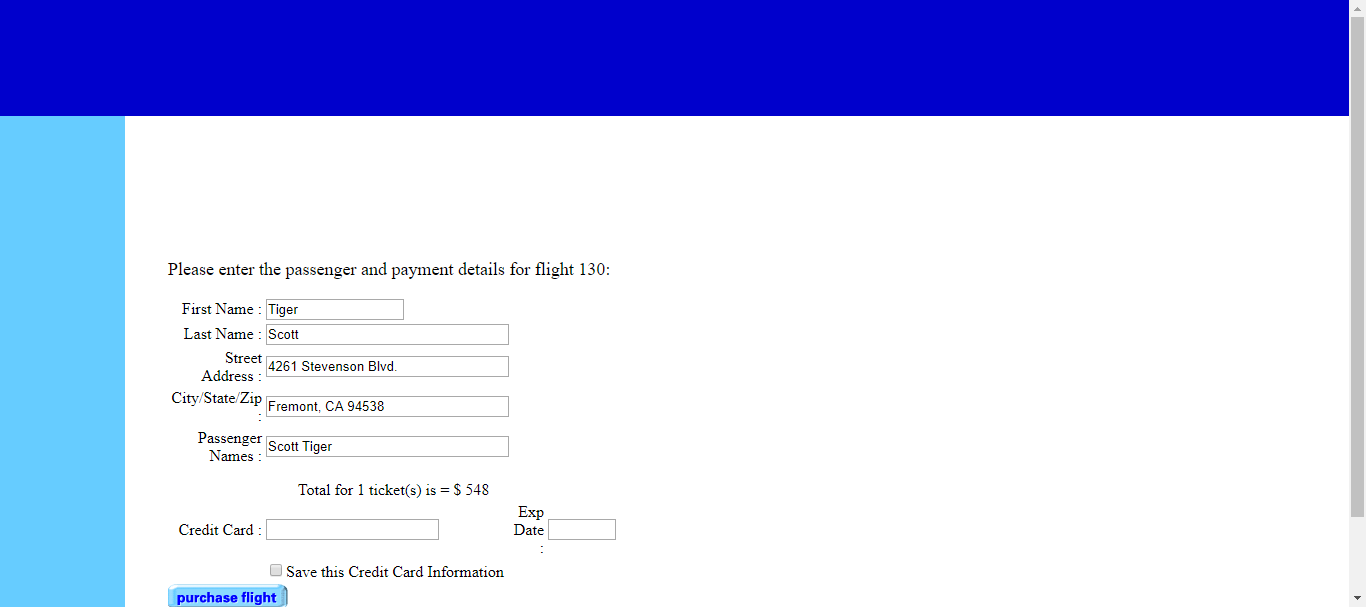 Please enter the passenger and payment details for flight 130:
First Name : Tiger
Last Name : Scott
Street
Address : 4261 Stevenson Blvd.
City/State/Zip
: Fremont, CA 94538
Passenger
Names : Scott Tiger
Total for 1 ticket(s) is = $ 548
Credit Card :
Exp
Date
:
Save this Credit Card Information
purchase flight